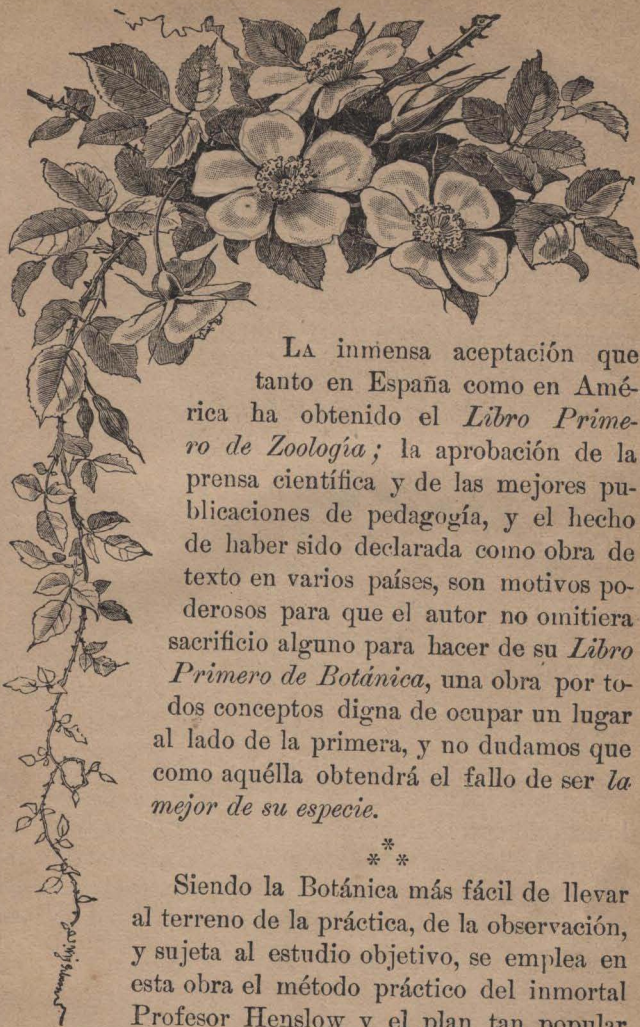 LA inmensa aceptación que
tanto en España como en Amé-
rica ha obtenido el Libro Prime-
ro de Zoología; la aprobación de la
prensa científica y de las mejores pu-
blicaciones de pedagogía, y el hecho
de haber sido declarada como obra de
texto en varios países, son motivos po-
derosos para que el autor no omitiera
sacrificio alguno para hacer de su Libro
Primero de Botánica, una obra por to-
dos conceptos digna de ocupar un lugar
al lado de la primera, y no dudamos que
como aquélla obtendrá el fallo de ser la
mejor de su especie.
* * *
Siendo la Botánica más fácil de llevar
al terreno de la práctica, de la observación,
y sujeta al estudio objetivo, se emplea en
esta obra el método práctico del inmortal
Profesor Henslow y el plan tan popular